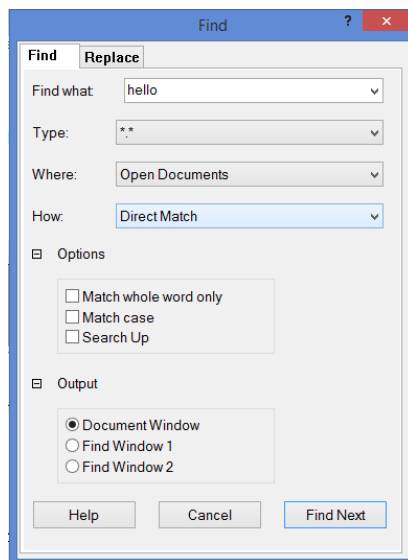 Find
?
Find Replace
Find what: hello
Type: *.*
Where: Open Documents
How: Direct Match
Options
Match whole word only
Match case
Search Up
Output
Document Window
Find Window 1
Find Window 2
Help Cancel Find Next